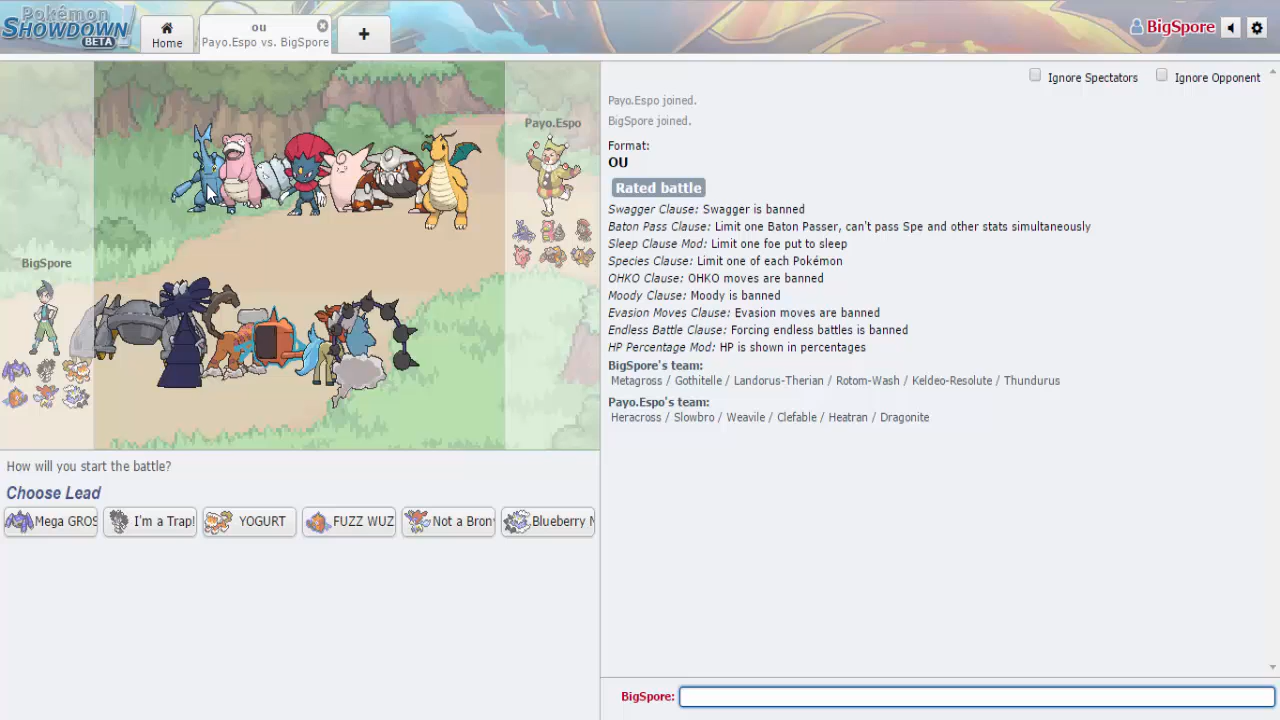 Pokémon
SHOWDOWN
BETA
Home
ou
Payo.Espo vs. BigSpore
+
BigSpore
Ignore Spectators
Ignore Opponent
Payo.Espo
BigSpore
Payo.Espo joined.
BigSpore joined.
Format:
OU
Rated battle
Swagger Clause: Swagger is banned
Baton Pass Clause: Limit one Baton Passer, can't pass Spe and other stats simultaneously
Sleep Clause Mod: Limit one foe put to sleep
Species Clause: Limit one of each Pokémon
OHKO Clause: OHKO moves are banned
Moody Clause: Moody is banned
Evasion Moves Clause: Evasion moves are banned
Endless Battle Clause: Forcing endless battles is banned
HP Percentage Mod: HP is shown in percentages
BigSpore's team:
Metagross / Gothitelle / Landorus-Therian / Rotom-Wash / Keldeo-Resolute / Thundurus
Payo.Espo's team:
Heracross / Slowbro / Weavile / Clefable / Heatran / Dragonite
How will you start the battle?
Choose Lead
Mega GROS
I'm a Trap!
YOGURT
FUZZ WUZ
Not a Bron
Blueberry
BigSpore: